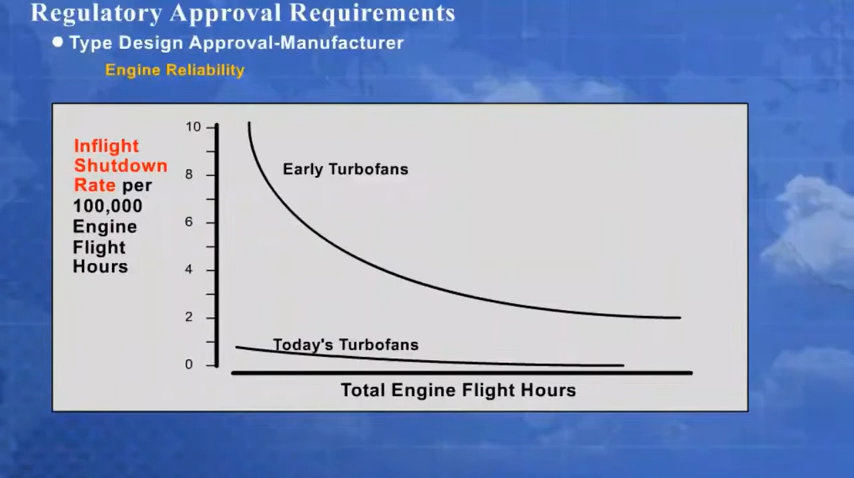 Regulatory Approval Requirements
Type Design Approval-Manufacturer
Engine Reliability
Inflight
Shutdown
Rate per
100,000
Engine
Flight
Hours
10
8
6
4
2
0
Early Turbofans
Today's Turbofans
Total Engine Flight Hours